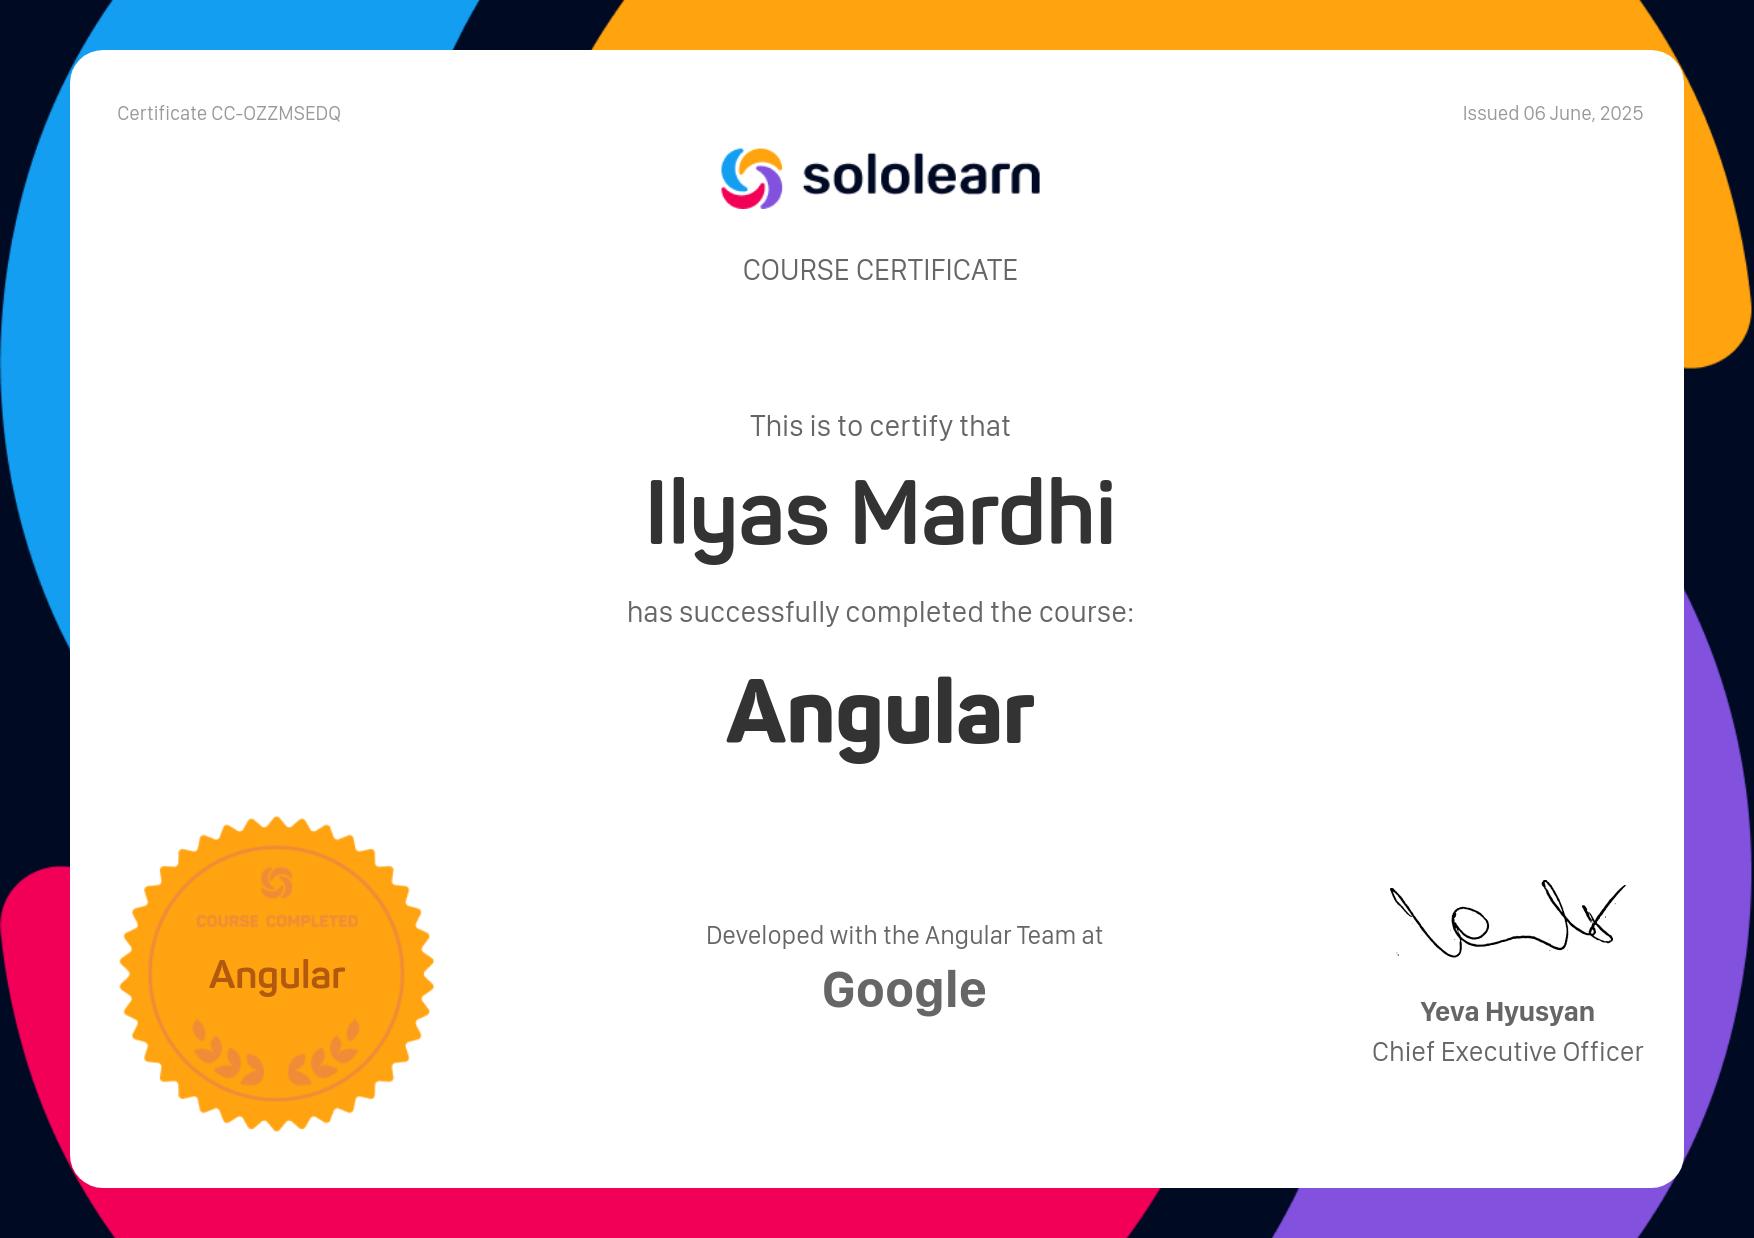 Certificate CC-OZZMSEDQ
Issued 06 June, 2025
sololearn
COURSE CERTIFICATE
This is to certify that
Ilyas Mardhi
has successfully completed the course:
Angular
COURSE COMPLETED
Angular
Developed with the Angular Team at
Google
Yeva Hyusyan
Chief Executive Officer